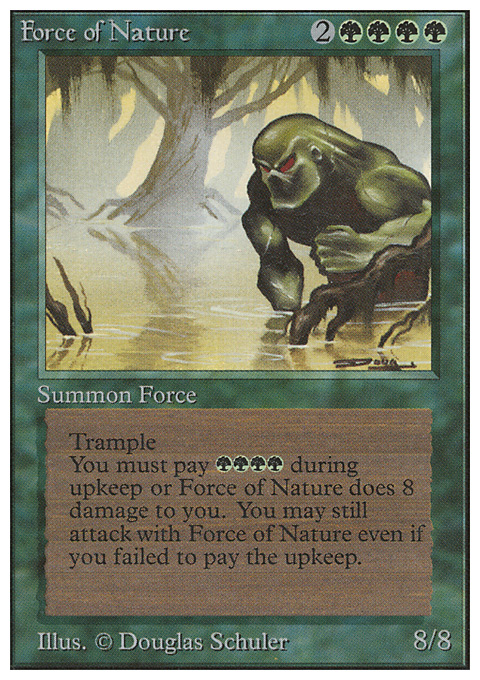 Force of Nature
2
Summon Force
Trample
You must pay during
upkeep or Force of Nature does 8
damage to you. You may still
attack with Force of Nature even if
you failed to pay the upkeep.
Illus. © Douglas Schuler
8/8